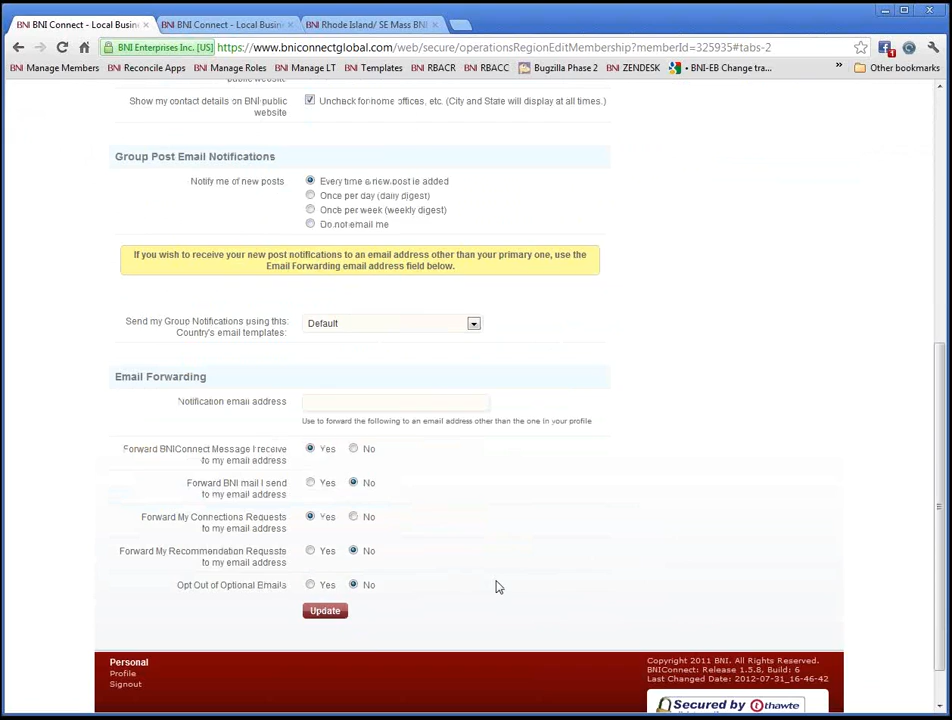 BNI Connect - Local Busin
BNI Connect - Local Busin
BNI Rhode Island/ SE Mass BNI
BNI Enterprises Inc. [US]
https://www.bniconnectglobal.com/web/secure/operationsRegionEditMembership?memberId=325935#tabs-2
BNI Manage Members BNI Reconcile Apps BNI Manage Roles BNI Manage LT BNI Templates BNI RBACR BNI RBACC Bugzilla Phase 2 BNI ZENDESK • BNI-EB Change tra... » Other bookmarks
public website
Show my contact details on BNI public website
Uncheck for home offices, etc. (City and State will display at all times.)
Group Post Email Notifications
Notify me of new posts
Every time a new post is added
Once per day (daily digest)
Once per week (weekly digest)
Do not email me
If you wish to receive your new post notifications to an email address other than your primary one, use the
Email Forwarding email address field below.
Send my Group Notifications using this:
Country's email templates:
Default
Email Forwarding
Notification email address
Use to forward the following to an email address other than the one in your profile
Forward BNIConnect Message I receive
to my email address
Yes No
Forward BNI mail I send
to my email address
Yes No
Forward My Connections Requests
to my email address
Yes No
Forward My Recommendation Requests
to my email address
Yes No
Opt Out of Optional Emails
Yes No
Update
Personal
Profile
Signout
Copyright 2011 BNI. All Rights Reserved.
BNIConnect: Release 1.5.8, Build: 6
Last Changed Date: 2012-07-31_16-46-42
Secured by thawte